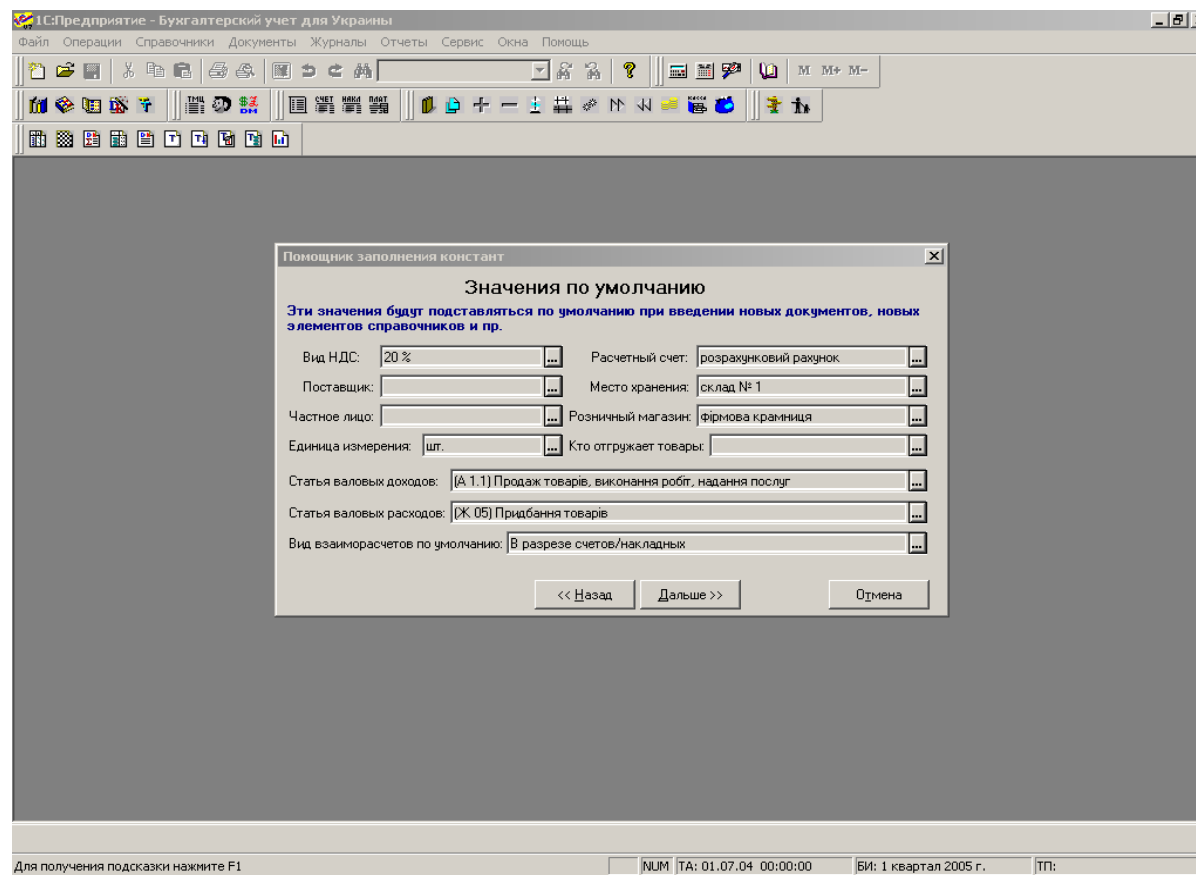 1С:Предприятие - Бухгалтерский учет для Украины
Файл Операции Справочники Документы Журналы Отчеты Сервис Окна Помощь
M M+ M-
ТМЦ СЧЕТ НАКЛ ПЛАТ КАССА
Помощник заполнения констант
Значения по умолчанию
Эти значения будут подставляться по умолчанию при введении новых документов, новых
элементов справочников и пр.
Вид НДС: 20 % ... Расчетный счет: розрахунковий рахунок ...
Поставщик: ... Место хранения: склад № 1 ...
Частное лицо: ... Розничный магазин: фірмова крамниця ...
Единица измерения: шт. ... Кто отгружает товары: ...
Статья валовых доходов: (А 1.1) Продаж товарів, виконання робіт, надання послуг ...
Статья валовых расходов: (Ж 05) Придбання товарів ...
Вид взаиморасчетов по умолчанию: В разрезе счетов/накладных ...
<< Назад Дальше >> Отмена
Для получения подсказки нажмите F1 NUM ТА: 01.07.04 00:00:00 БИ: 1 квартал 2005 г. ТП: